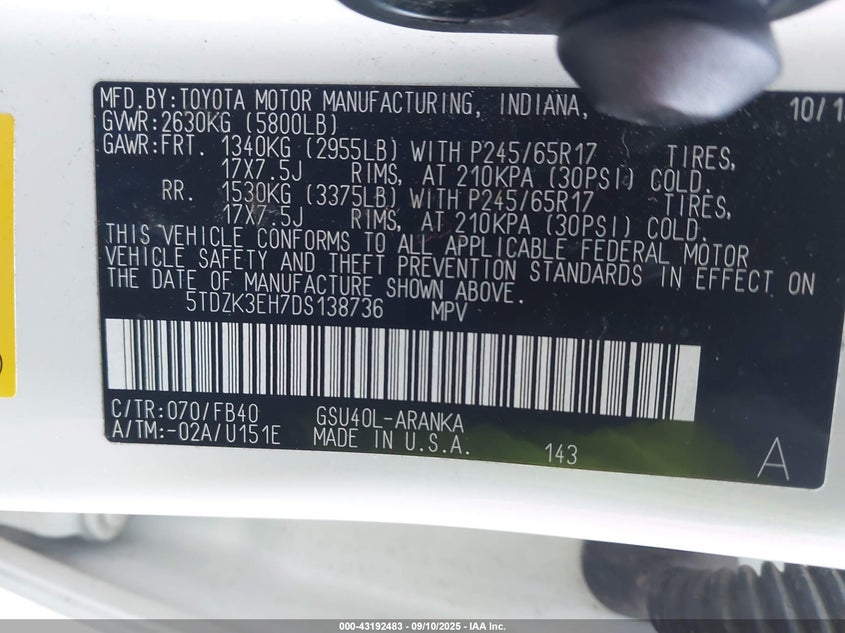 MFD.BY:TOYOTA MOTOR MANUFACTURING, INDIANA,
GVWR:2630KG (5800LB)
GAWR:FRT. 1340KG (2955LB) WITH P245/65R17 TIRES,
17X7.5J RIMS, AT 210KPA (30PSI) COLD.
RR. 1530KG (3375LB) WITH P245/65R17 TIRES,
17X7.5J RIMS, AT 210KPA (30PSI) COLD.
THIS VEHICLE CONFORMS TO ALL APPLICABLE FEDERAL MOTOR
VEHICLE SAFETY AND THEFT PREVENTION STANDARDS IN EFFECT ON
THE DATE OF MANUFACTURE SHOWN ABOVE.
5TDZK3EH7DS138736 MPV
C/TR:070/FB40 GSU40L-ARANKA
A/TM:-02A/U151E MADE IN U.S.A. 143 A
000-43192483 - 09/10/2025 - IAA Inc.